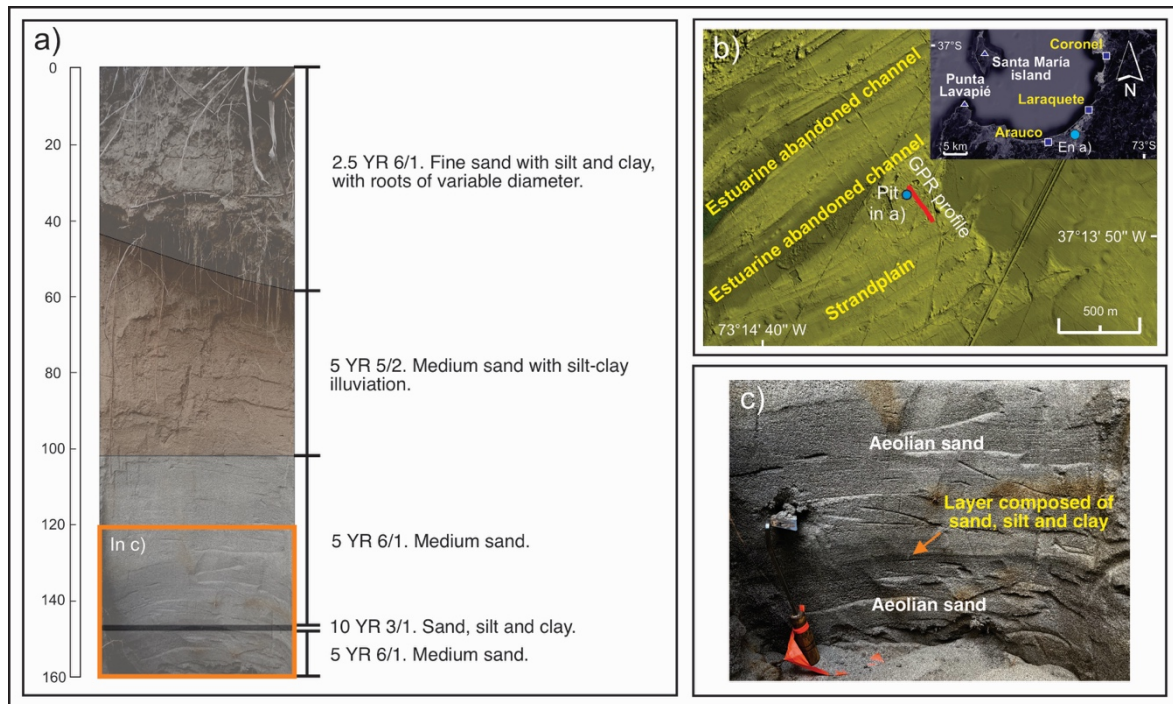 a)
0
20
40
60
80
100
120
140
160
In c)
2.5 YR 6/1. Fine sand with silt and clay,
with roots of variable diameter.
5 YR 5/2. Medium sand with silt-clay
illuviation.
5 YR 6/1. Medium sand.
10 YR 3/1. Sand, silt and clay.
5 YR 6/1. Medium sand.
b)
Estuarine abandoned channel
Estuarine abandoned channel
Strandplain
Pit
in a)
GPR profile
37°13' 50" W
73°14' 40" W
500 m
37°S
Coronel
Santa María
island
N
Punta
Lavapié
Laraquete
Arauco
En a)
5 km
73°S
c)
Aeolian sand
Layer composed of
sand, silt and clay
Aeolian sand